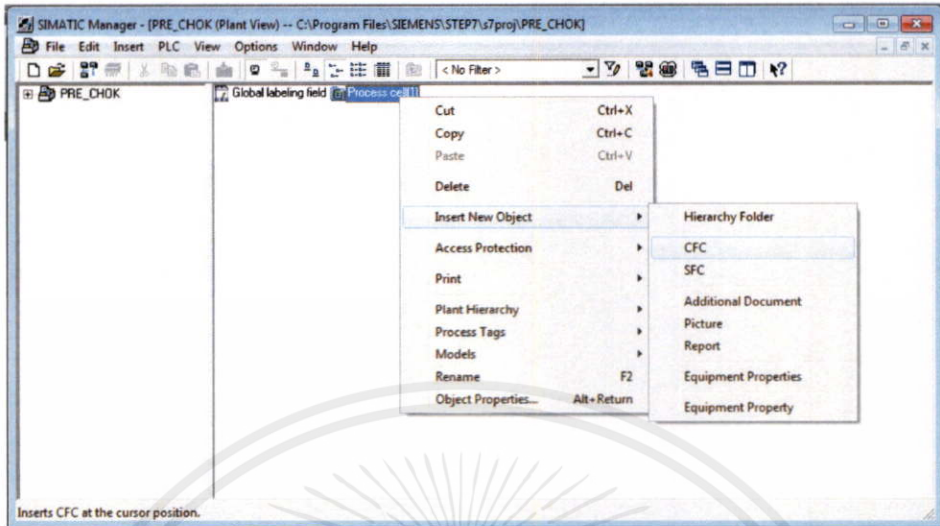 SIMATIC Manager - [PRE_CHOK (Plant View) -- C:\Program Files\SIEMENS\STEP7\s7proj\PRE_CHOK]
File Edit Insert PLC View Options Window Help
< No Filter >
PRE_CHOK
Global labeling field Process cell(1)
Cut Ctrl+X
Copy Ctrl+C
Paste Ctrl+V
Delete Del
Insert New Object
Access Protection
Print
Plant Hierarchy
Process Tags
Models
Rename F2
Object Properties... Alt+Return
Hierarchy Folder
CFC
SFC
Additional Document
Picture
Report
Equipment Properties
Equipment Property
Inserts CFC at the cursor position.